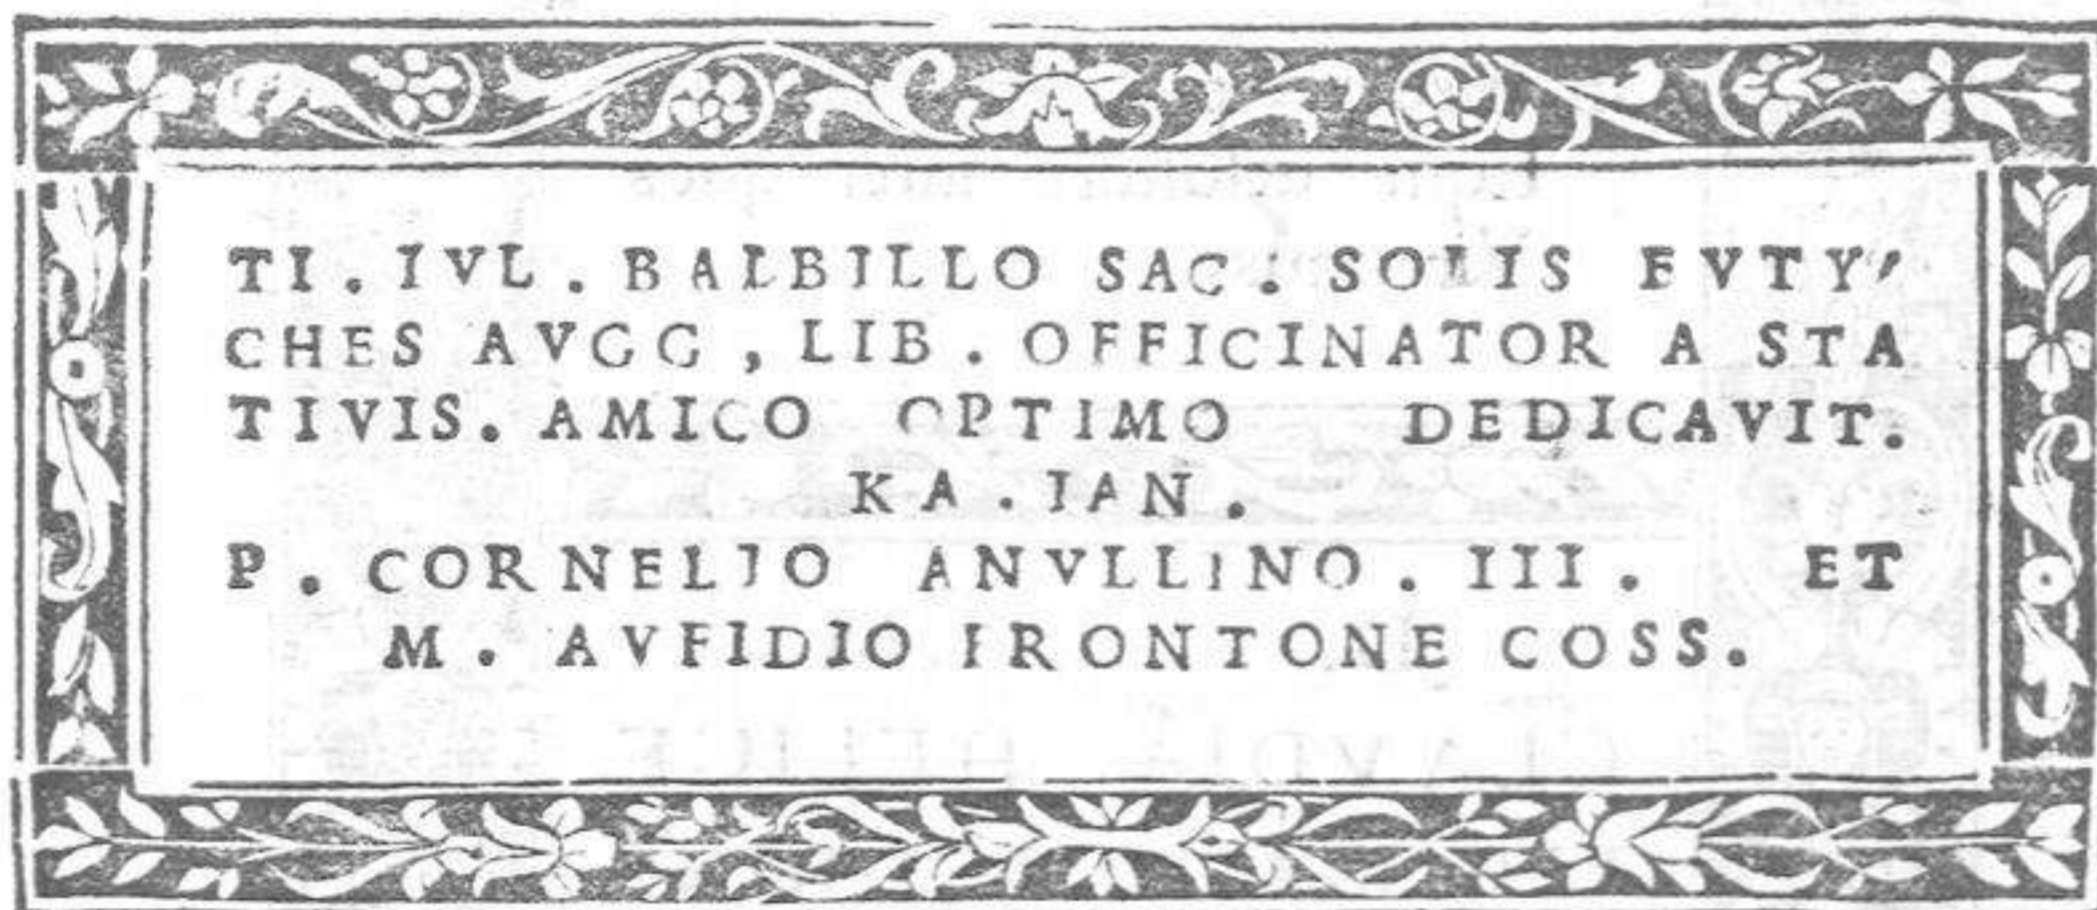 TI. IVL. BALBILLO SAC. SOLIS EVTY,
CHES AVGG, LIB. OFFICINATOR A STA
TIVIS. AMICO OPTIMO DEDICAVIT.
KA. IAN.
P. CORNELIO ANVLLINO. III. ET
M. AVFIDIO FRONTONE COSS.